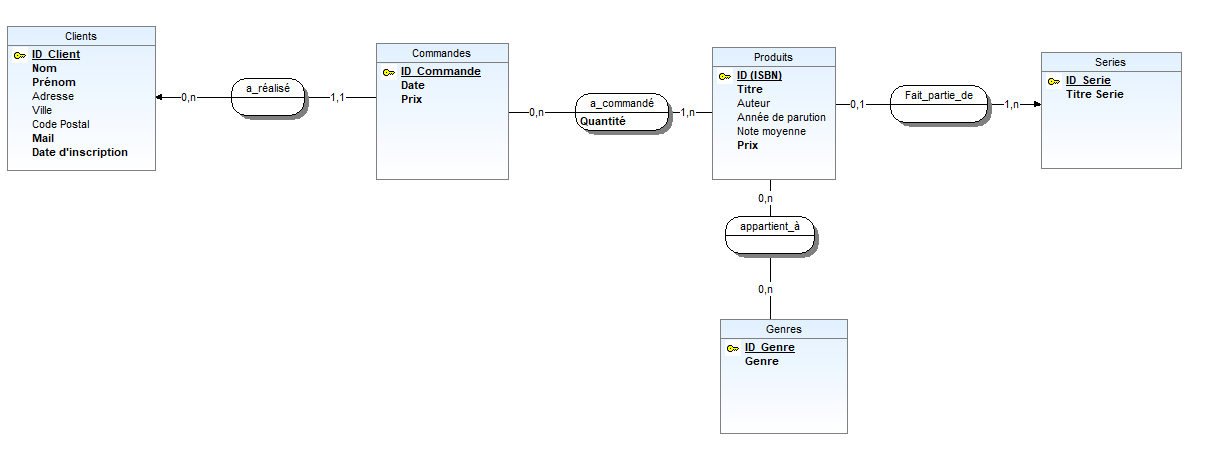 Clients
ID_Client
Nom
Prénom
Adresse
Ville
Code Postal
Mail
Date d'inscription
0,n
a_réalisé
1,1
Commandes
ID_Commande
Date
Prix
0,n
a_commandé
Quantité
1,n
Produits
ID (ISBN)
Titre
Auteur
Année de parution
Note moyenne
Prix
0,1
Fait_partie_de
1,n
Series
ID_Serie
Titre Serie
0,n
appartient_à
0,n
Genres
ID_Genre
Genre